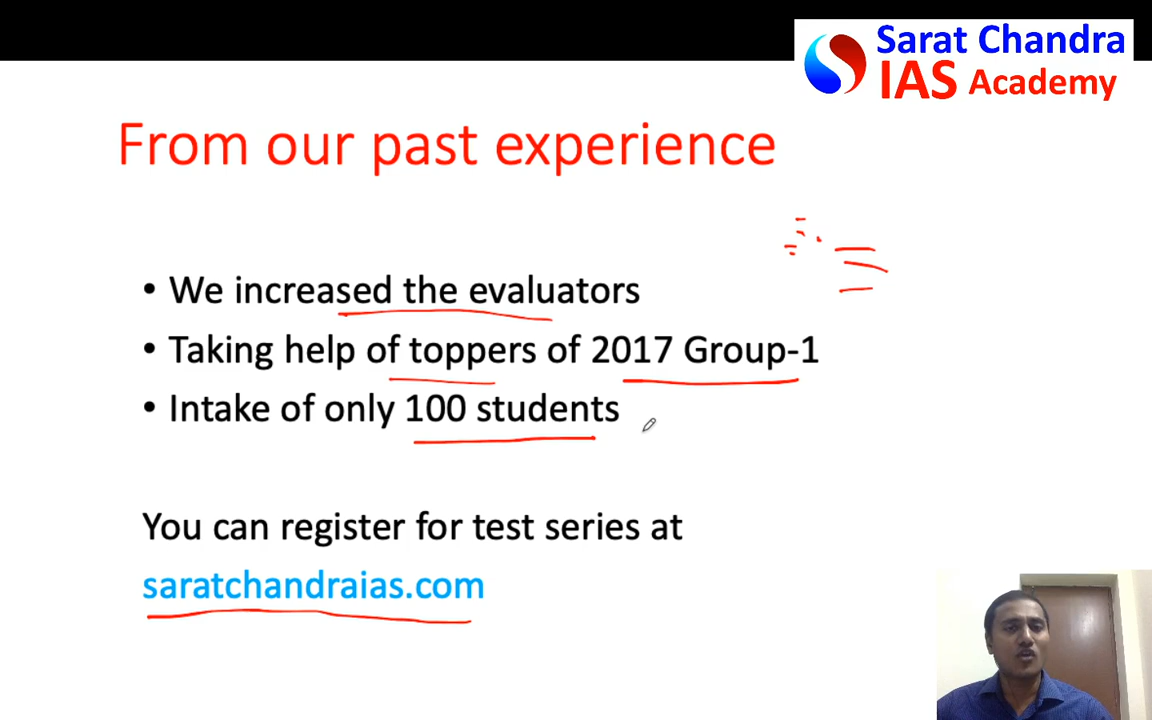 Sarat Chandra
IAS Academy
From our past experience
• We increased the evaluators
• Taking help of toppers of 2017 Group-1
• Intake of only 100 students
You can register for test series at
saratchandraias.com